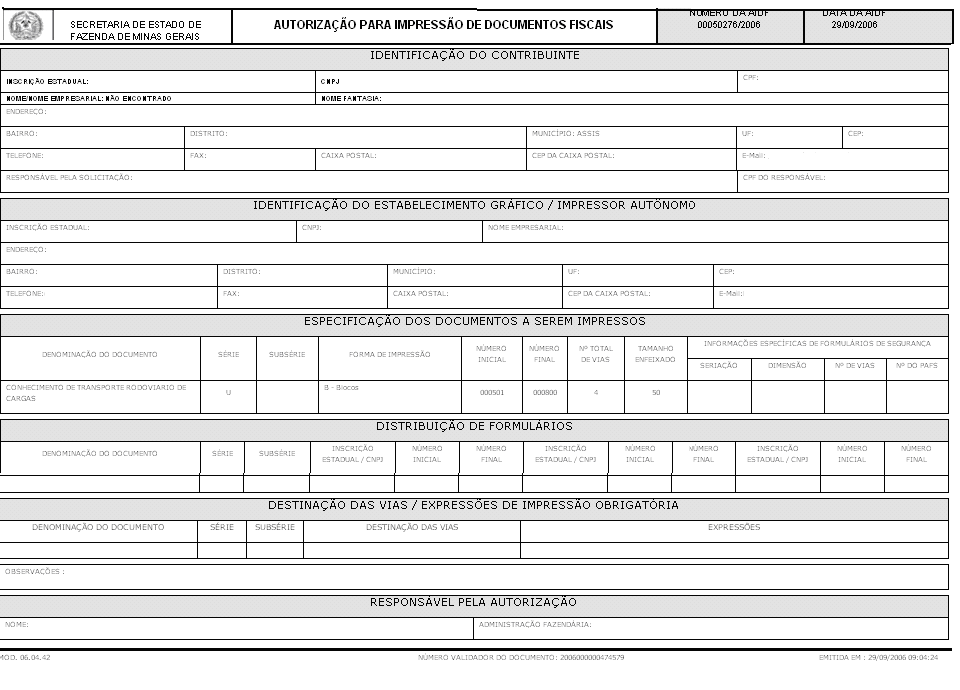 SECRETARIA DE ESTADO DE
FAZENDA DE MINAS GERAIS
AUTORIZAÇÃO PARA IMPRESSÃO DE DOCUMENTOS FISCAIS
NÚMERO DA AIDF
00050276/2006
DATA DA AIDF
29/09/2006
IDENTIFICAÇÃO DO CONTRIBUINTE
INSCRIÇÃO ESTADUAL: CNPJ CPF:
NOME/NOME EMPRESARIAL: NÃO ENCONTRADO NOME FANTASIA:
ENDEREÇO:
BAIRRO: DISTRITO: MUNICÍPIO: ASSIS UF: CEP:
TELEFONE: FAX: CAIXA POSTAL: CEP DA CAIXA POSTAL: E-Mail:
RESPONSÁVEL PELA SOLICITAÇÃO: CPF DO RESPONSÁVEL:
IDENTIFICAÇÃO DO ESTABELECIMENTO GRÁFICO / IMPRESSOR AUTÔNOMO
INSCRIÇÃO ESTADUAL: CNPJ: NOME EMPRESARIAL:
ENDEREÇO:
BAIRRO: DISTRITO: MUNICÍPIO: UF: CEP:
TELEFONE: FAX: CAIXA POSTAL: CEP DA CAIXA POSTAL: E-Mail:
ESPECIFICAÇÃO DOS DOCUMENTOS A SEREM IMPRESSOS
DENOMINAÇÃO DO DOCUMENTO SÉRIE SUBSÉRIE FORMA DE IMPRESSÃO NÚMERO INICIAL NÚMERO FINAL Nº TOTAL DE VIAS TAMANHO ENFEIXADO INFORMAÇÕES ESPECÍFICAS DE FORMULÁRIOS DE SEGURANÇA
SERIAÇÃO DIMENSÃO Nº DE VIAS Nº DO PAFS
CONHECIMENTO DE TRANSPORTE RODOVIARIO DE CARGAS U B - Blocos 000501 000800 4 50
DISTRIBUIÇÃO DE FORMULÁRIOS
DENOMINAÇÃO DO DOCUMENTO SÉRIE SUBSÉRIE INSCRIÇÃO ESTADUAL / CNPJ NÚMERO INICIAL NÚMERO FINAL INSCRIÇÃO ESTADUAL / CNPJ NÚMERO INICIAL NÚMERO FINAL INSCRIÇÃO ESTADUAL / CNPJ NÚMERO INICIAL NÚMERO FINAL
DESTINAÇÃO DAS VIAS / EXPRESSÕES DE IMPRESSÃO OBRIGATÓRIA
DENOMINAÇÃO DO DOCUMENTO SÉRIE SUBSÉRIE DESTINAÇÃO DAS VIAS EXPRESSÕES
OBSERVAÇÕES :
RESPONSÁVEL PELA AUTORIZAÇÃO
NOME: ADMINISTRAÇÃO FAZENDÁRIA:
MOD. 06.04.42 NÚMERO VALIDADOR DO DOCUMENTO: 2006000000474579 EMITIDA EM : 29/09/2006 09:04:24